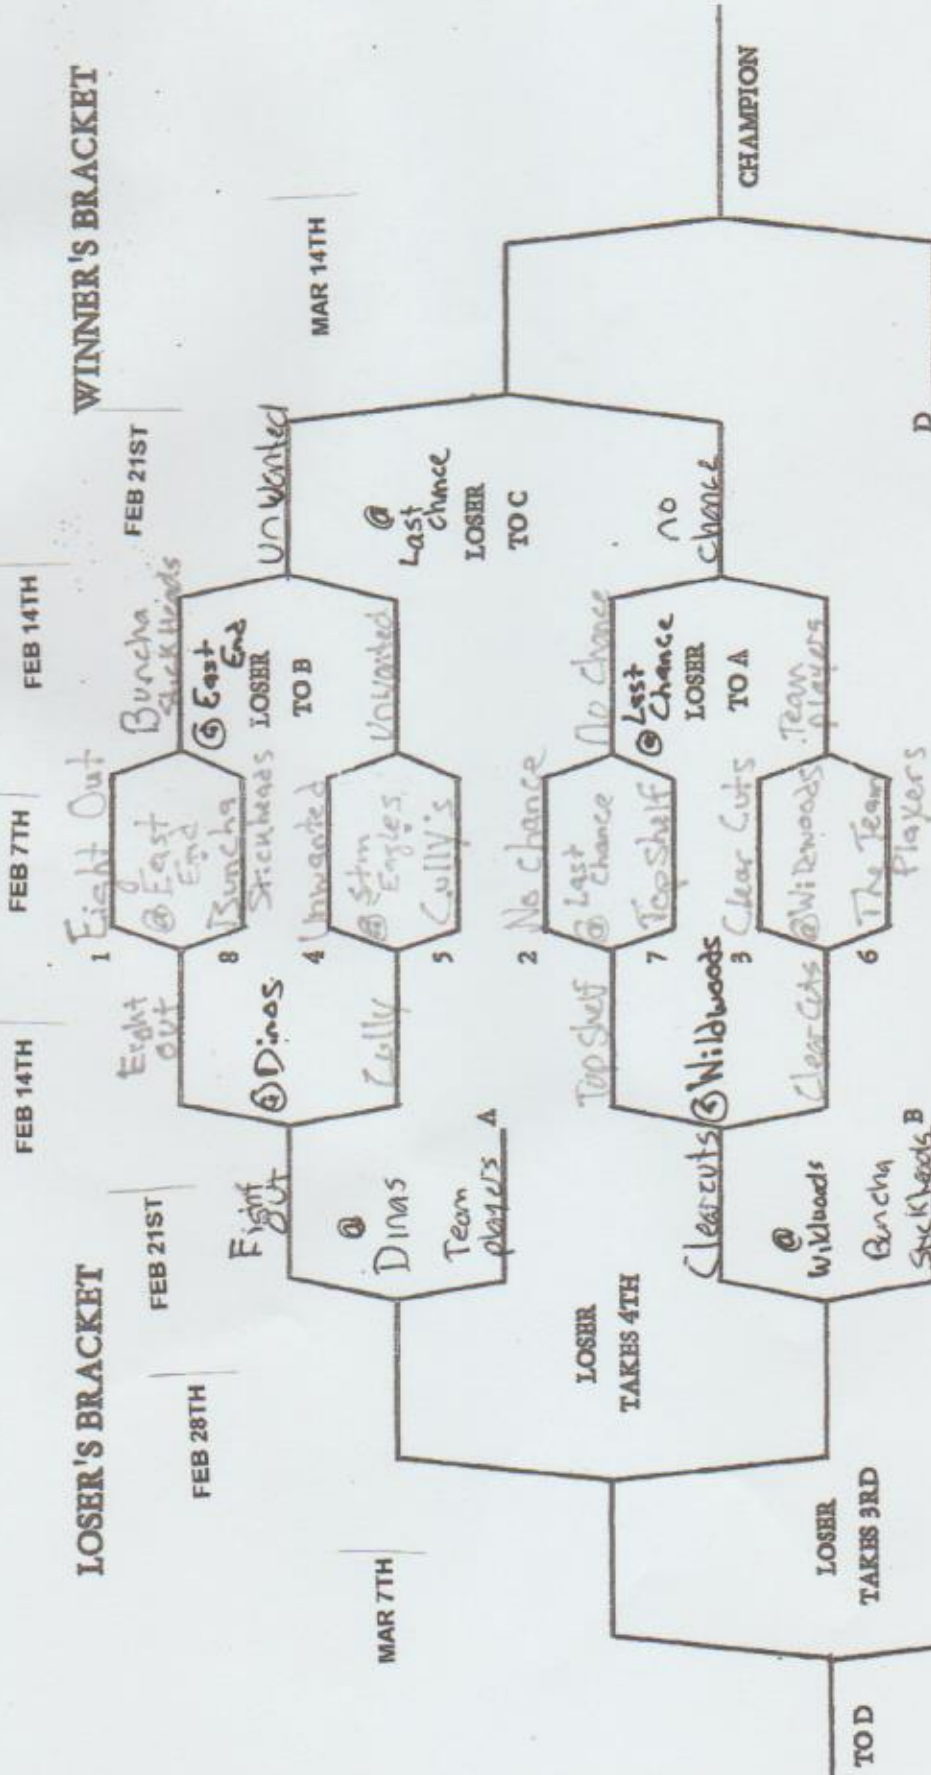 LOSER'S BRACKET
WINNER'S BRACKET
MAR 7TH
FEB 28TH
FEB 21ST
FEB 14TH
FEB 7TH
FEB 14TH
FEB 21ST
MAR 14TH
Eight
out
1
Eight Out
@ East
End
8
Buncha
Stickheads
Buncha
StickHeads
@ East
End
LOSER
TO B
Unwanted
Eight
out
@ Dinas
Cully
4
Unwanted
@ Stm
Eagles
5
Cully's
Unwanted
@
Dinas
Team
players
A
@
Last
chance
LOSER
TO C
LOSER
TAKES 4TH
Top Shelf
2
No Chance
@ Last
Chance
7
Top Shelf
No Chance
@ Last
Chance
LOSER
TO A
no
chance
Clearcuts
@ Wildwoods
Clear Cuts
3
Clear Cuts
@ Wildwoods
6
The Team
Players
Team
players
@
Wildwoods
Buncha
StickHeads
B
LOSER
TAKES 3RD
TO D
CHAMPION
D